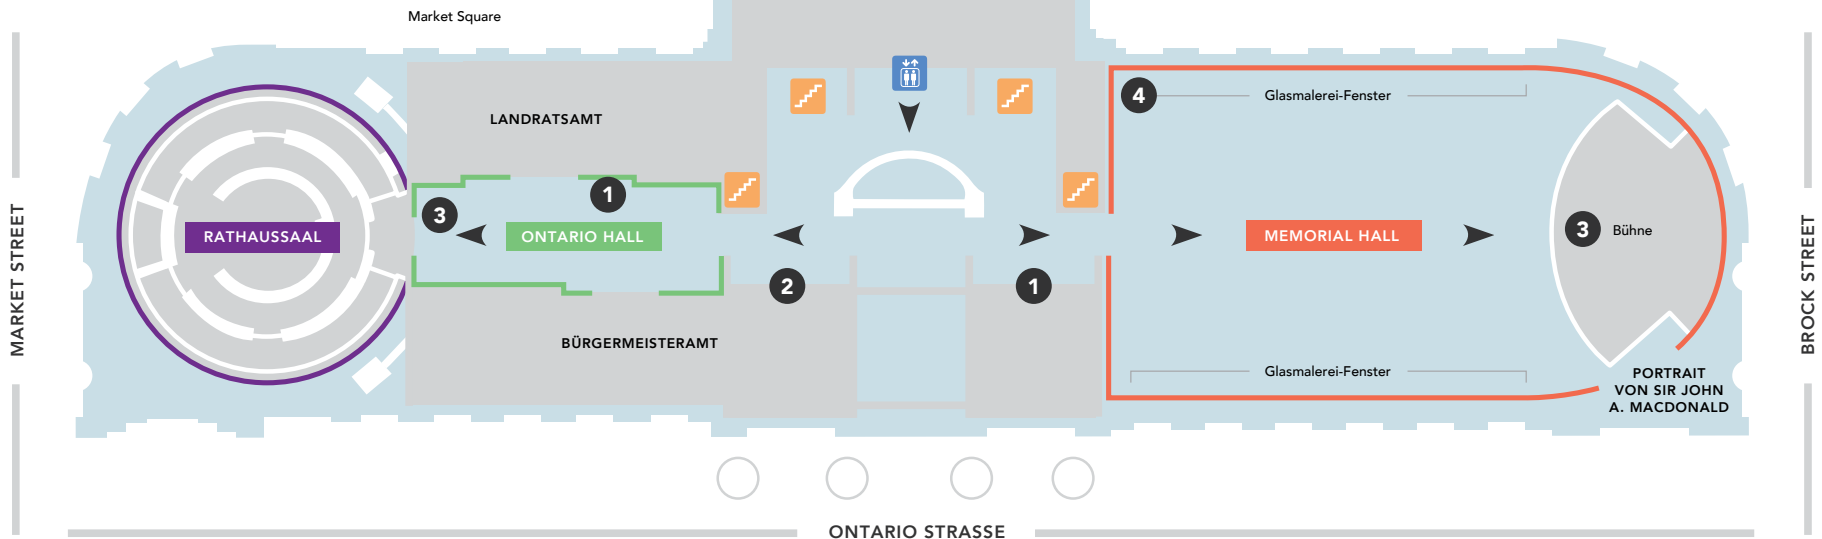 Market Square
MARKET STREET
LANDRATSAMT
1
3
RATHAUSSAAL
ONTARIO HALL
2
BÜRGERMEISTERAMT
1
4
Glasmalerei-Fenster
MEMORIAL HALL
3
Bühne
Glasmalerei-Fenster
PORTRAIT
VON SIR JOHN
A. MACDONALD
BROCK STREET
ONTARIO STRASSE